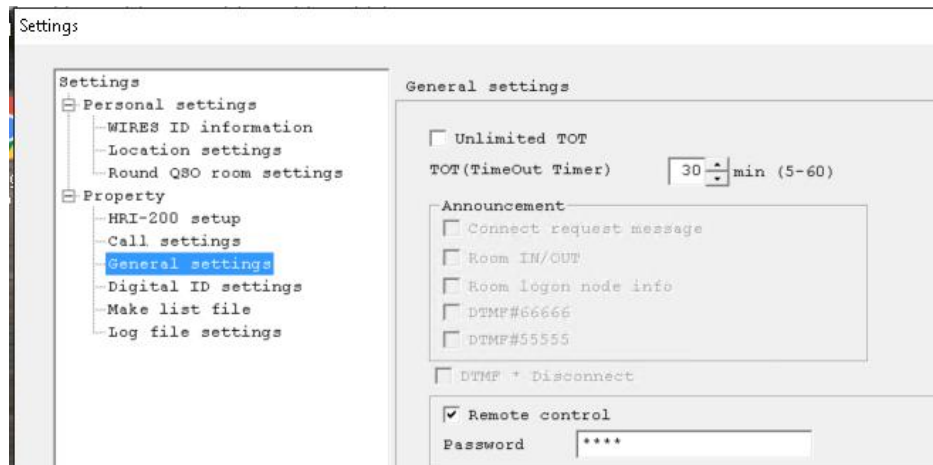 Settings
Settings
Personal settings
WIRES ID information
Location settings
Round QSO room settings
Property
HRI-200 setup
Call settings
General settings
Digital ID settings
Make list file
Log file settings
General settings
Unlimited TOT
TOT(TimeOut Timer) 30 min (5-60)
Announcement
Connect request message
Room IN/OUT
Room logon node info
DTMF#66666
DTMF#55555
DTMF * Disconnect
Remote control
Password ****